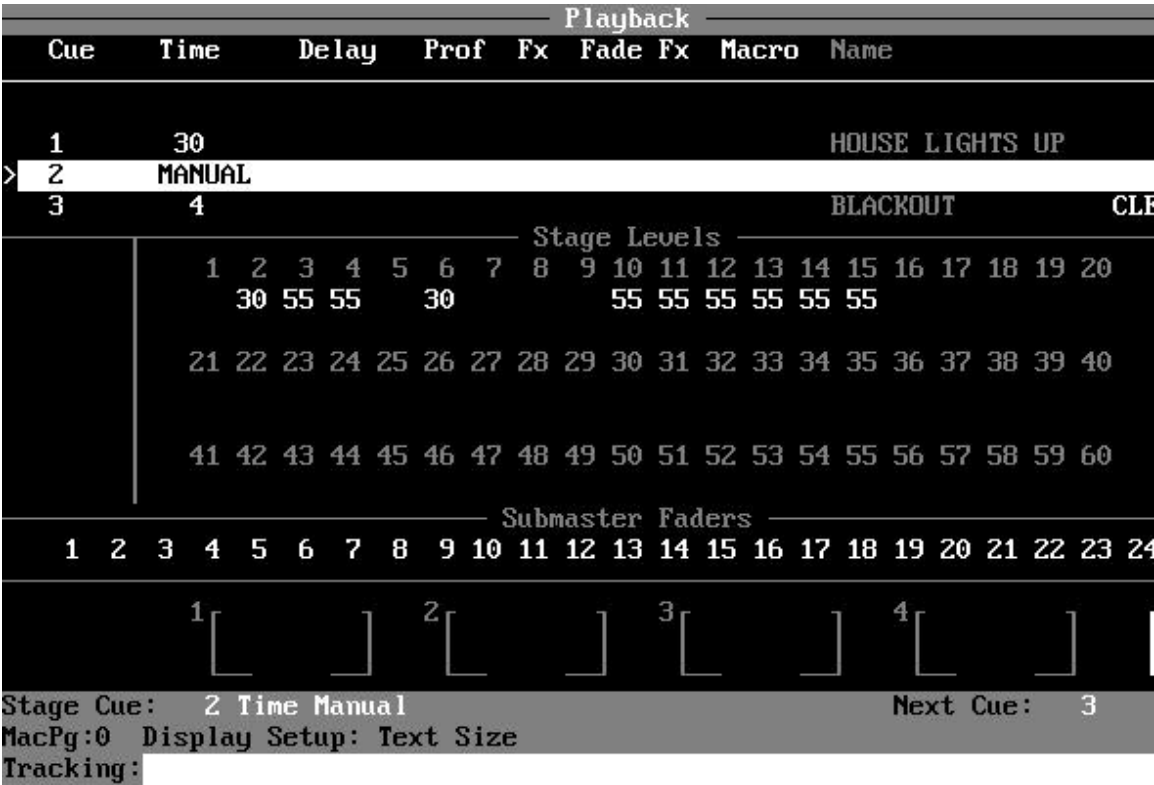 Playback
Cue Time Delay Prof Fx Fade Fx Macro Name
1 30 HOUSE LIGHTS UP
> 2 MANUAL
3 4 BLACKOUT CLE
Stage Levels
1 2 3 4 5 6 7 8 9 10 11 12 13 14 15 16 17 18 19 20
30 55 55 30 55 55 55 55 55 55
21 22 23 24 25 26 27 28 29 30 31 32 33 34 35 36 37 38 39 40
41 42 43 44 45 46 47 48 49 50 51 52 53 54 55 56 57 58 59 60
Submaster Faders
1 2 3 4 5 6 7 8 9 10 11 12 13 14 15 16 17 18 19 20 21 22 23 24
1 2 3 4
Stage Cue: 2 Time Manual Next Cue: 3
MacPg:0 Display Setup: Text Size
Tracking: